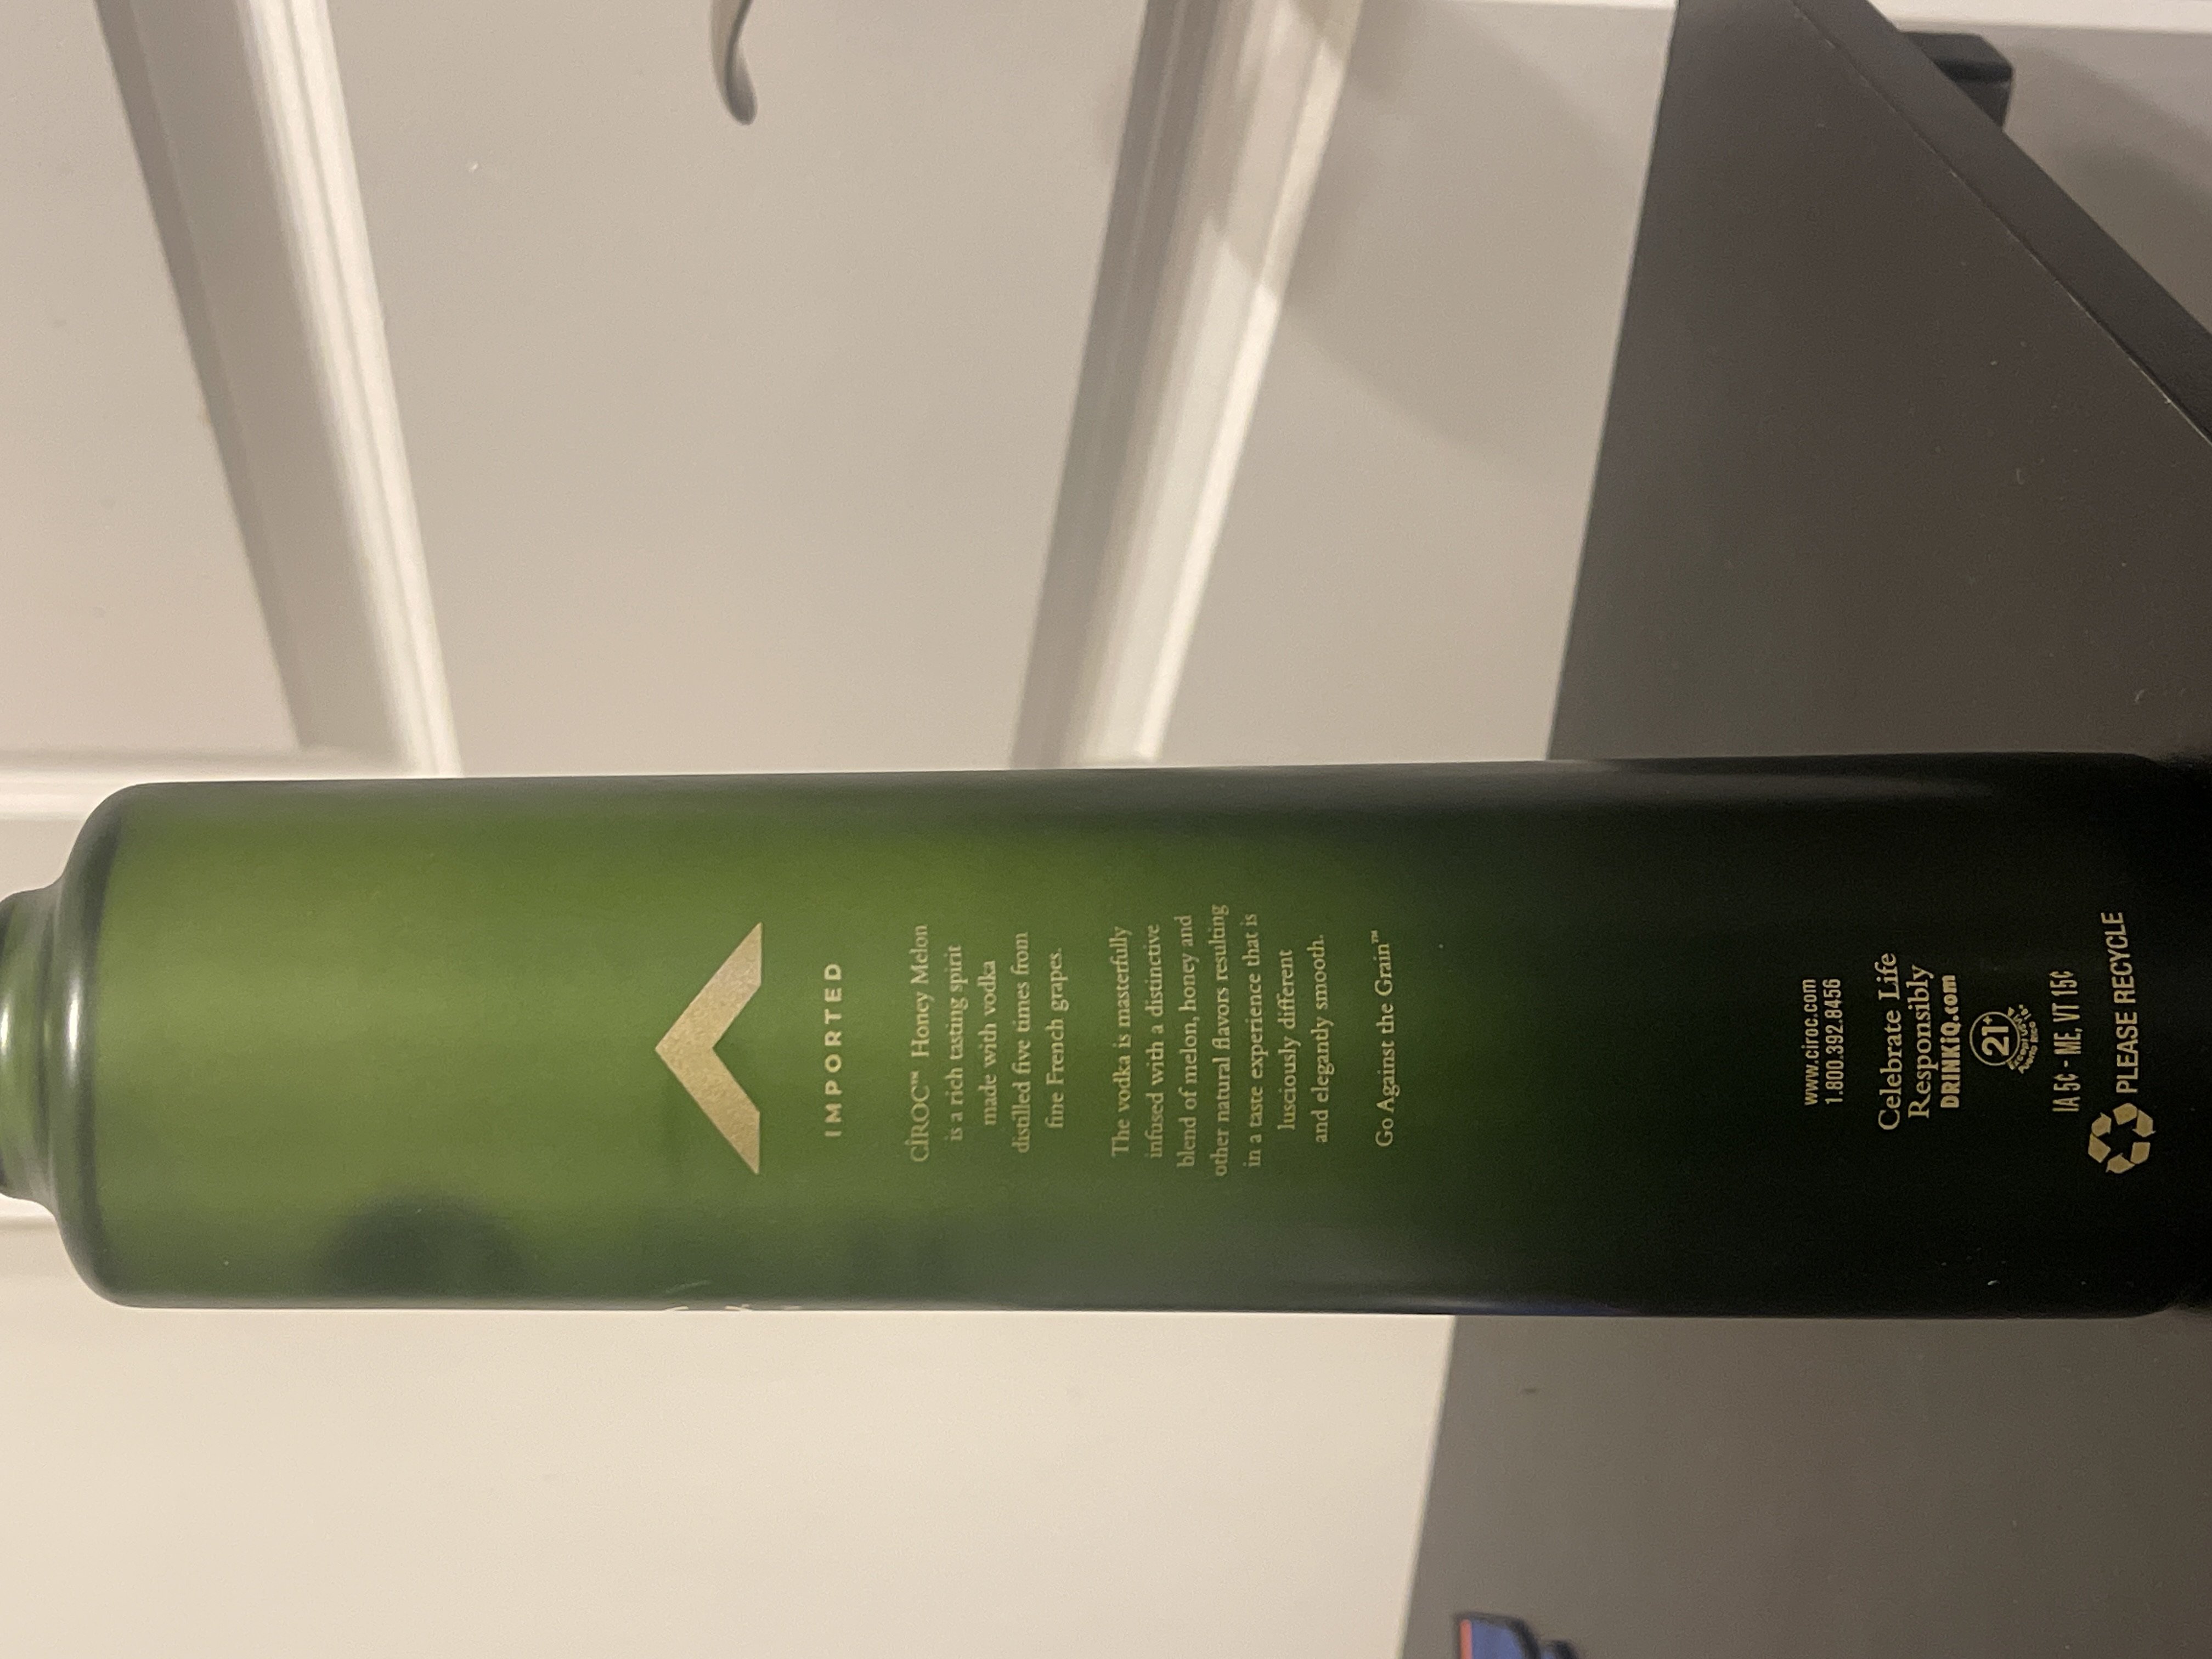 IMPORTED
CÎROC™ Honey Melon
is a rich tasting spirit
made with vodka
distilled five times from
fine French grapes.
The vodka is masterfully
infused with a distinctive
blend of melon, honey and
other natural flavors resulting
in a taste experience that is
lusciously different
and elegantly smooth.
Go Against the Grain™
www.ciroc.com
1.800.392.8456
Celebrate Life
Responsibly
DRINKiQ.com
21+
IA 5¢ - ME, VT 15¢
PLEASE RECYCLE